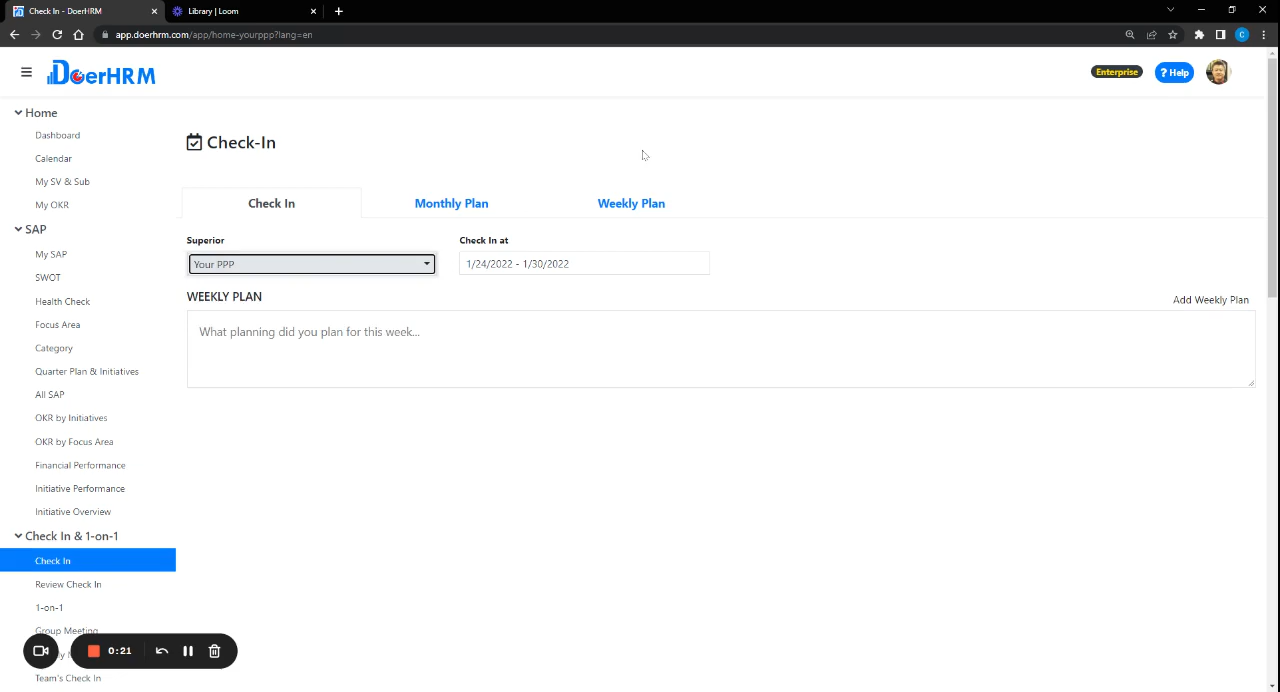 Check In - DoerHRM
Library | Loom
app.doerhrm.com/app/home-yourppp?lang=en
C
DoerHRM
Enterprise
? Help
Home
Dashboard
Calendar
My SV & Sub
My OKR
SAP
My SAP
SWOT
Health Check
Focus Area
Category
Quarter Plan & Initiatives
All SAP
OKR by Initiatives
OKR by Focus Area
Financial Performance
Initiative Performance
Initiative Overview
Check In & 1-on-1
Check In
Review Check In
1-on-1
Group Meeting
Team's Check In
0:21
Check-In
Check In
Monthly Plan
Weekly Plan
Superior
Check In at
Your PPP
1/24/2022 - 1/30/2022
WEEKLY PLAN
Add Weekly Plan
What planning did you plan for this week...